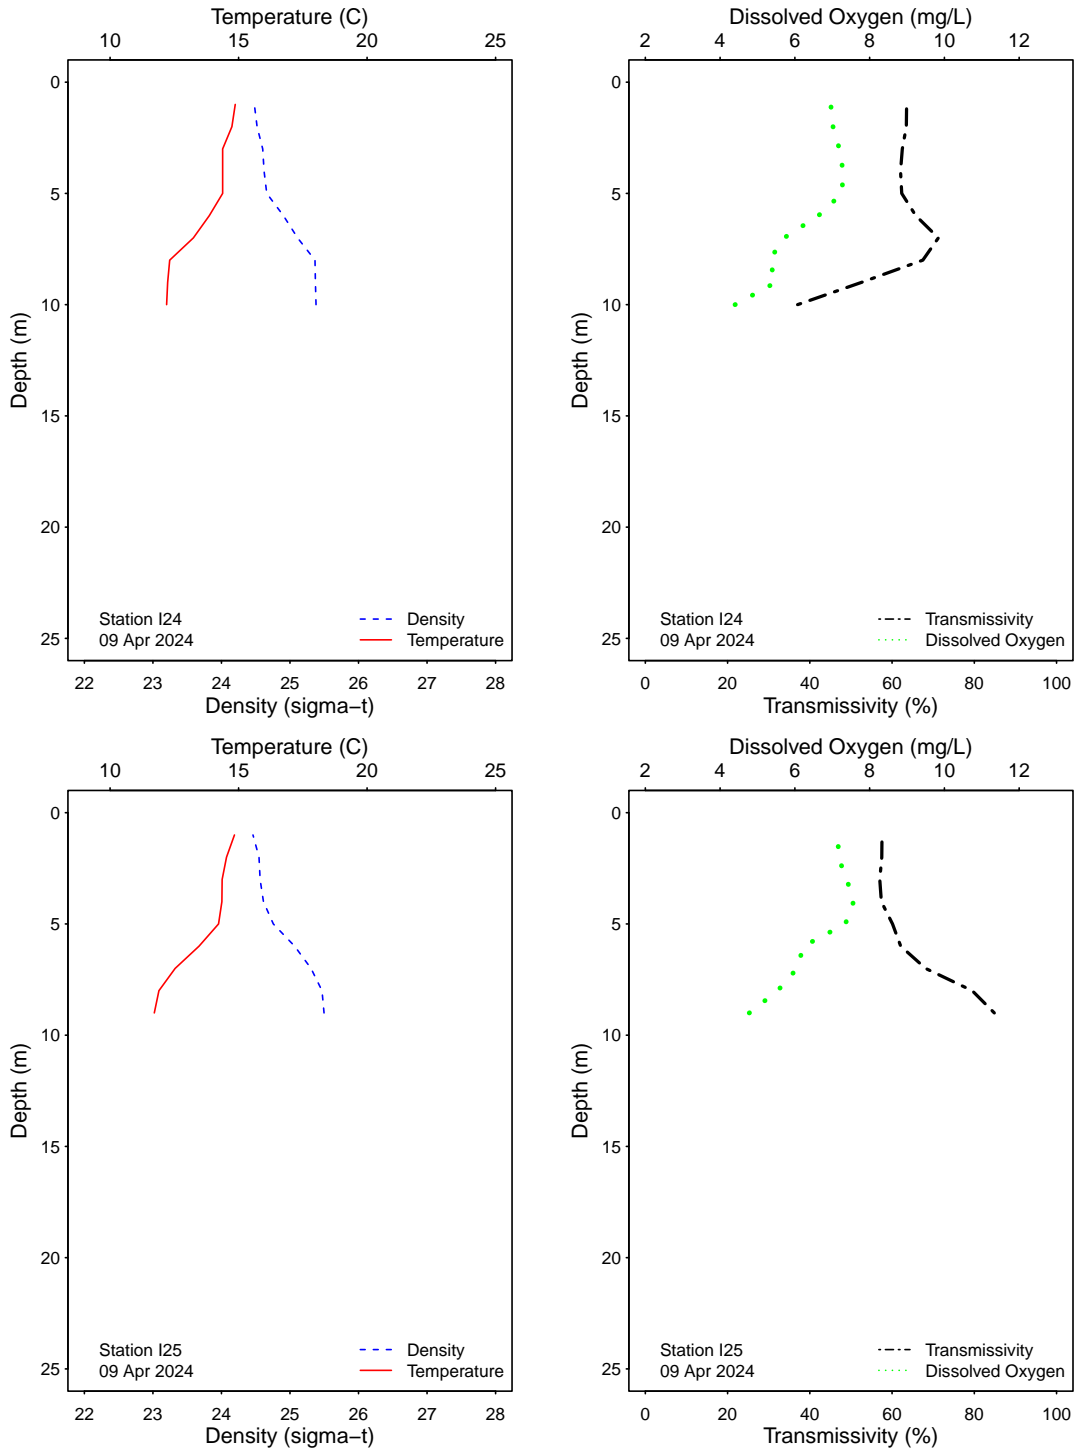 Temperature (C)
10 15 20 25
0
5
10
15
20
25
Depth (m)
Station I24
09 Apr 2024
Density
Temperature
22 23 24 25 26 27 28
Density (sigma−t)
Dissolved Oxygen (mg/L)
2 4 6 8 10 12
0
5
10
15
20
25
Depth (m)
Station I24
09 Apr 2024
Transmissivity
Dissolved Oxygen
0 20 40 60 80 100
Transmissivity (%)
Temperature (C)
10 15 20 25
0
5
10
15
20
25
Depth (m)
Station I25
09 Apr 2024
Density
Temperature
22 23 24 25 26 27 28
Density (sigma−t)
Dissolved Oxygen (mg/L)
2 4 6 8 10 12
0
5
10
15
20
25
Depth (m)
Station I25
09 Apr 2024
Transmissivity
Dissolved Oxygen
0 20 40 60 80 100
Transmissivity (%)